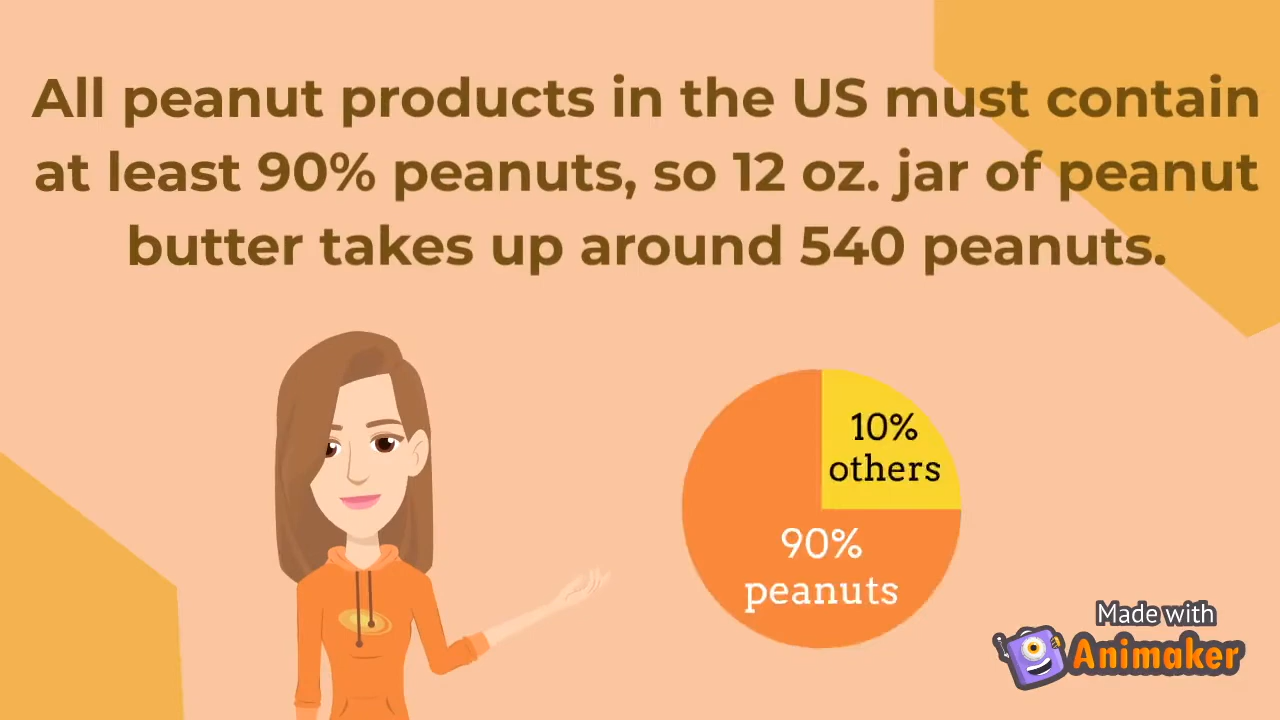 All peanut products in the US must contain
at least 90% peanuts, so 12 oz. jar of peanut
butter takes up around 540 peanuts.
10%
others
90%
peanuts
Made with
Animaker